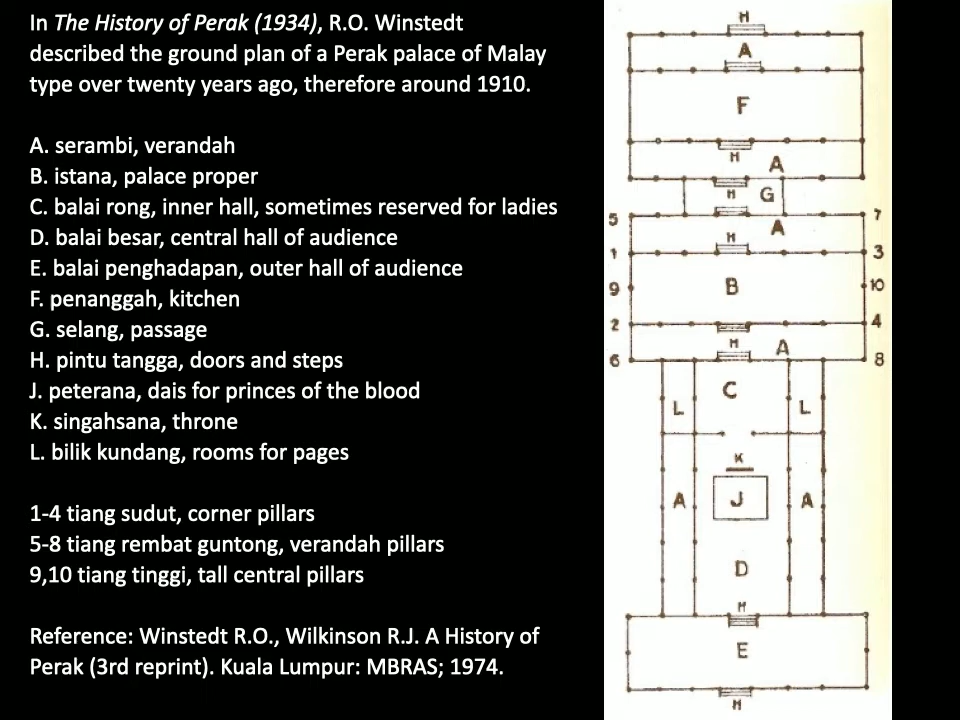 In The History of Perak (1934), R.O. Winstedt
described the ground plan of a Perak palace of Malay
type over twenty years ago, therefore around 1910.
A. serambi, verandah
B. istana, palace proper
C. balai rong, inner hall, sometimes reserved for ladies
D. balai besar, central hall of audience
E. balai penghadapan, outer hall of audience
F. penanggah, kitchen
G. selang, passage
H. pintu tangga, doors and steps
J. peterana, dais for princes of the blood
K. singahsana, throne
L. bilik kundang, rooms for pages
1-4 tiang sudut, corner pillars
5-8 tiang rembat guntong, verandah pillars
9,10 tiang tinggi, tall central pillars
Reference: Winstedt R.O., Wilkinson R.J. A History of
Perak (3rd reprint). Kuala Lumpur: MBRAS; 1974.
H
A
F
H
A
H
G
5
7
A
H
1
3
9
B
10
2
4
H
A
6
8
C
L
L
K
A
J
A
D
H
E
H